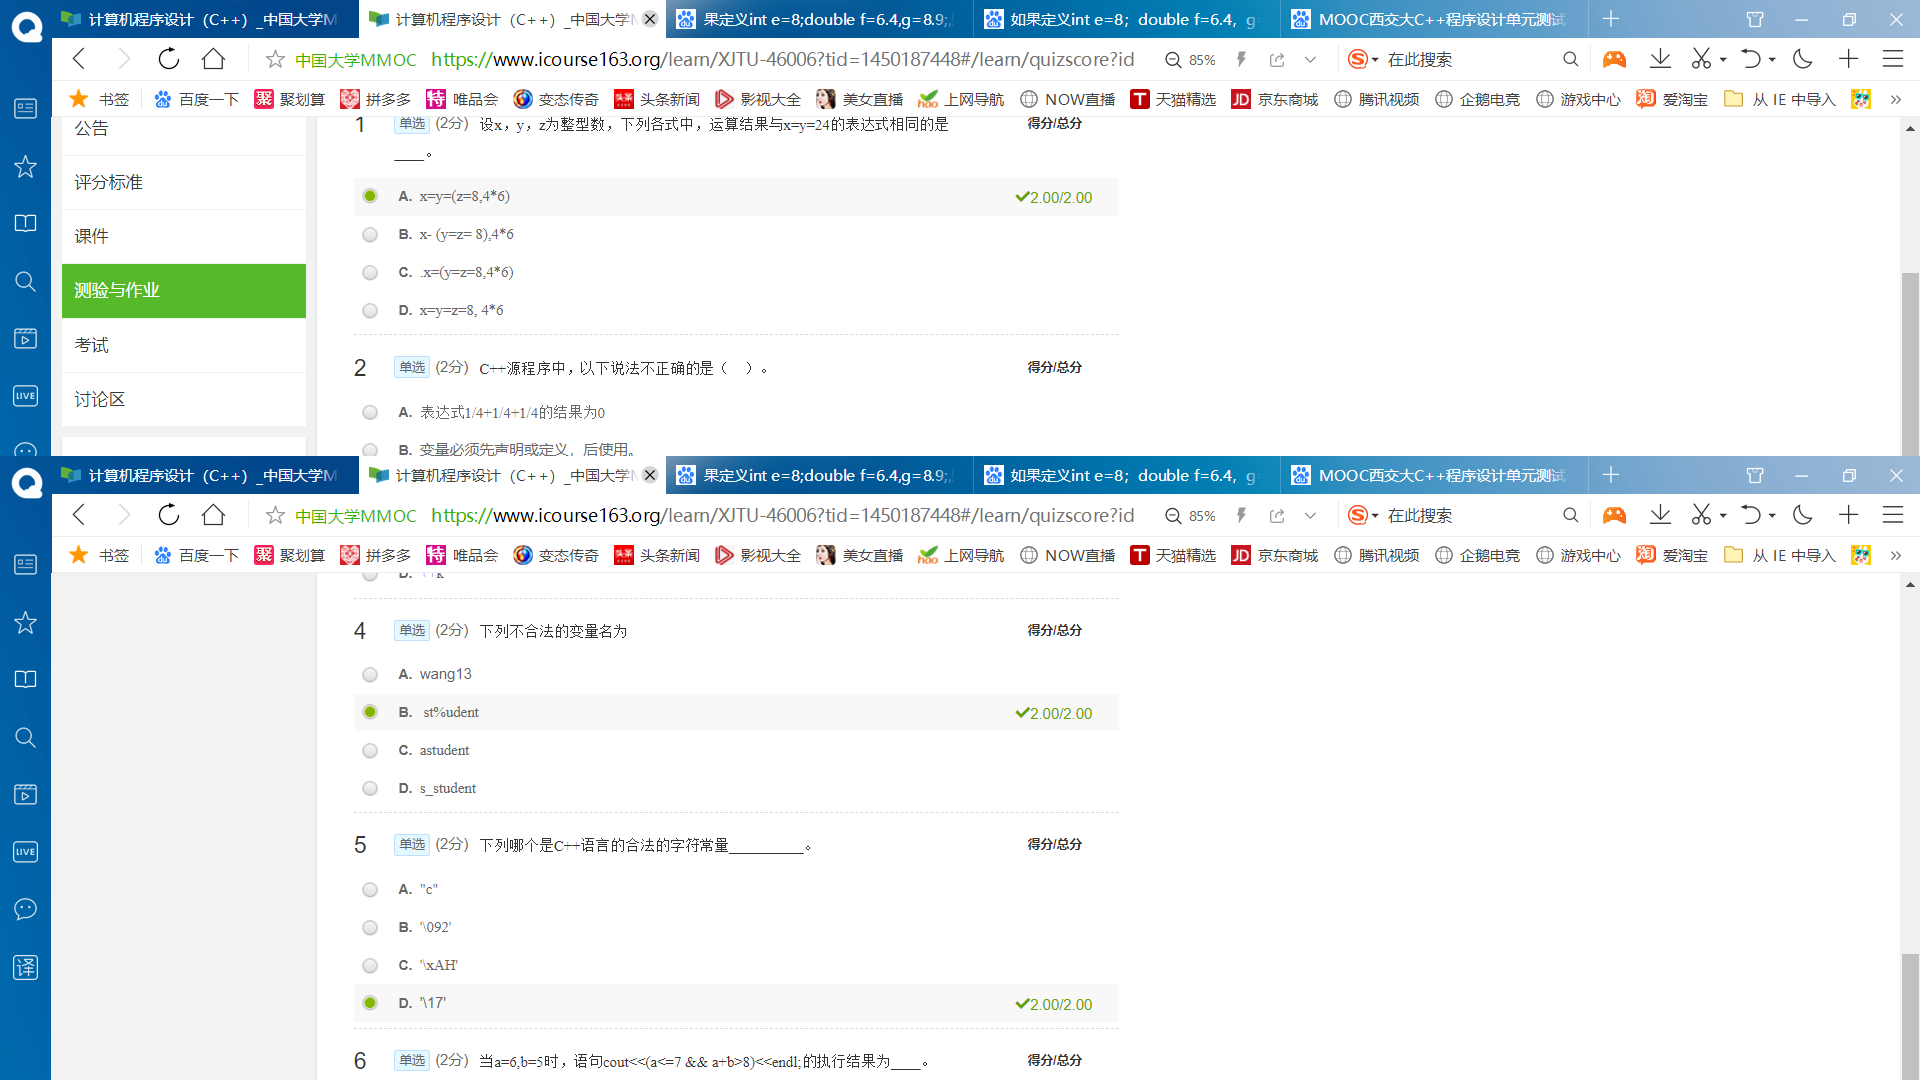 计算机程序设计（C++）_中国大学M
计算机程序设计（C++）_中国大学M
果定义int e=8;double f=6.4,g=8.9;
如果定义int e=8；double f=6.4，g=
MOOC西交大C++程序设计单元测试
中国大学MMOC https://www.icourse163.org/learn/XJTU-46006?tid=1450187448#/learn/quizscore?id 85% 在此搜索
书签 百度一下 聚划算 拼多多 唯品会 变态传奇 头条新闻 影视大全 美女直播 上网导航 NOW直播 天猫精选 京东商城 腾讯视频 企鹅电竞 游戏中心 爱淘宝 从 IE 中导入 »
公告
评分标准
课件
测验与作业
考试
讨论区
LIVE
1 单选 (2分) 设x，y，z为整型数，下列各式中，运算结果与x=y=24的表达式相同的是 得分/总分
____。
A. x=y=(z=8,4*6) 2.00/2.00
B. x- (y=z= 8),4*6
C. .x=(y=z=8,4*6)
D. x=y=z=8, 4*6
2 单选 (2分) C++源程序中，以下说法不正确的是（　）。 得分/总分
A. 表达式1/4+1/4+1/4的结果为0
B. 变量必须先声明或定义，后使用。
计算机程序设计（C++）_中国大学M
计算机程序设计（C++）_中国大学M
果定义int e=8;double f=6.4,g=8.9;
如果定义int e=8；double f=6.4，g=
MOOC西交大C++程序设计单元测试
中国大学MMOC https://www.icourse163.org/learn/XJTU-46006?tid=1450187448#/learn/quizscore?id 85% 在此搜索
书签 百度一下 聚划算 拼多多 唯品会 变态传奇 头条新闻 影视大全 美女直播 上网导航 NOW直播 天猫精选 京东商城 腾讯视频 企鹅电竞 游戏中心 爱淘宝 从 IE 中导入 »
4 单选 (2分) 下列不合法的变量名为 得分/总分
A. wang13
B. st%udent 2.00/2.00
C. astudent
D. s_student
5 单选 (2分) 下列哪个是C++语言的合法的字符常量__________。 得分/总分
A. "c"
B. '\092'
C. '\xAH'
D. '\17' 2.00/2.00
LIVE
译
6 单选 (2分) 当a=6,b=5时，语句cout<<(a<=7 && a+b>8)<<endl;的执行结果为____。 得分/总分